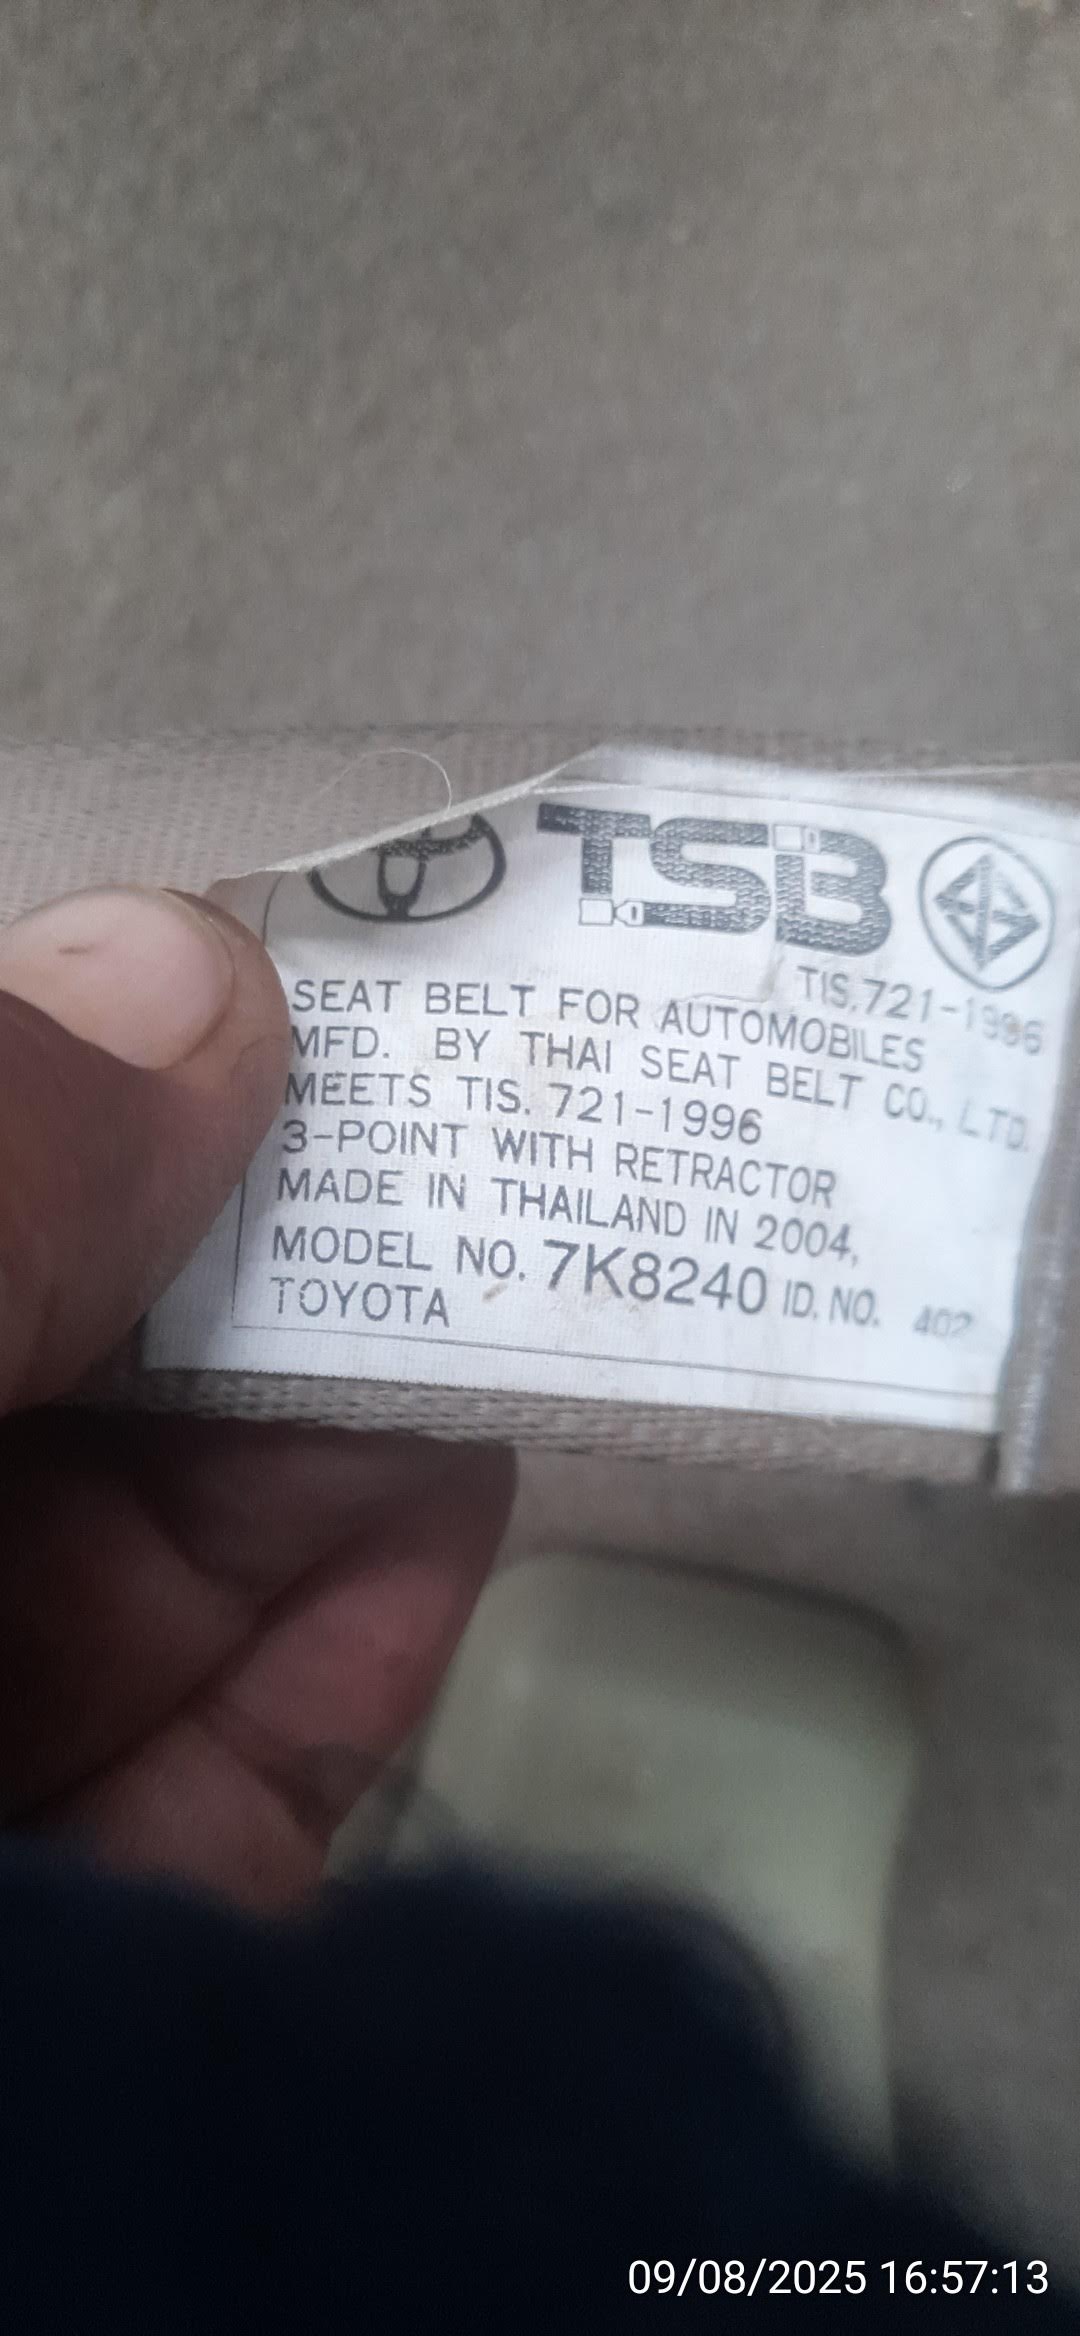 TSB
TIS.721-1996
SEAT BELT FOR AUTOMOBILES
MFD. BY THAI SEAT BELT CO., LTD.
MEETS TIS. 721-1996
3-POINT WITH RETRACTOR
MADE IN THAILAND IN 2004,
MODEL NO. 7K8240 ID. NO. 402
TOYOTA
09/08/2025 16:57:13